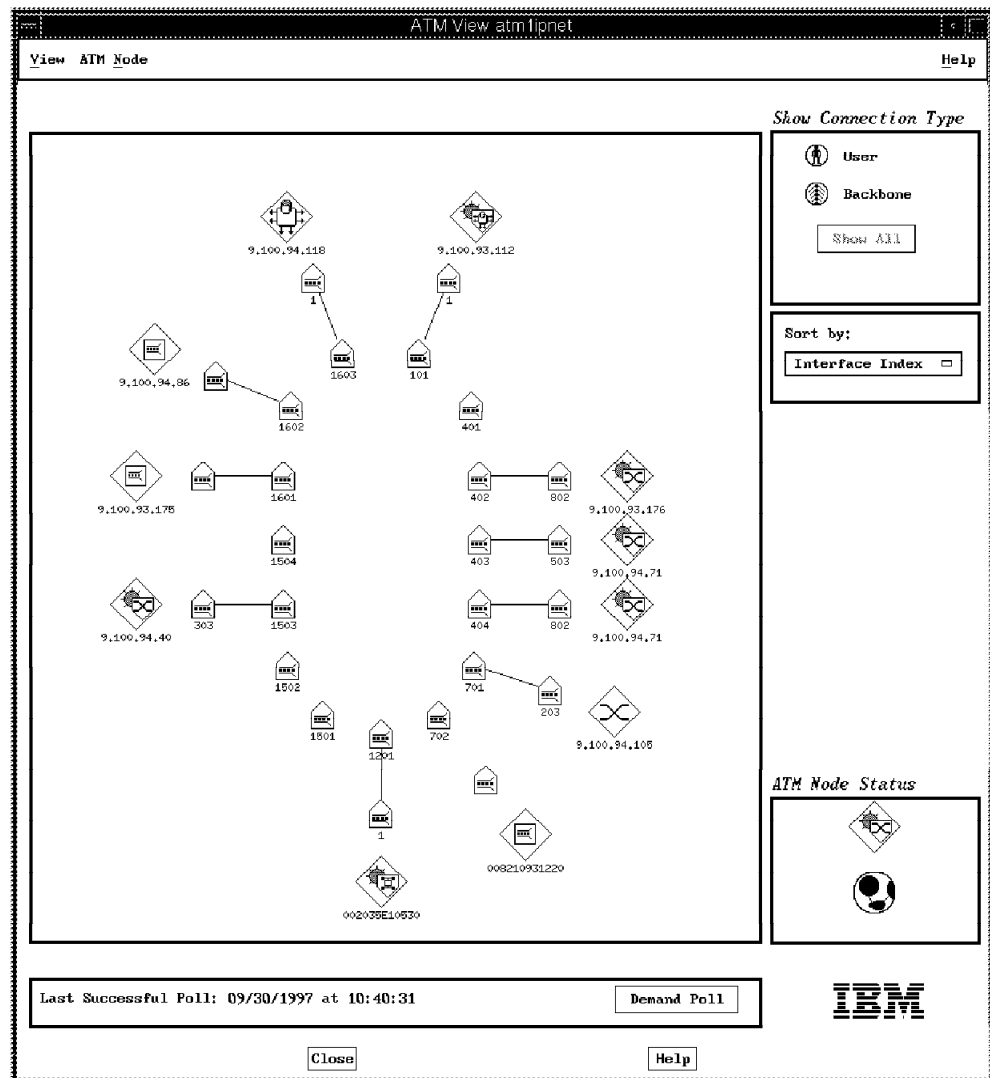 ATM View atm1ipnet
View ATM Node Help
Show Connection Type
User
Backbone
Show All
9.100.94.118
9.100.93.112
1
1
Sort by:
Interface Index
9.100.94.86
1603
101
1602
401
9.100.93.175
1601
402
802
9.100.93.176
1504
403
503
9.100.94.71
9.100.94.40
303
1503
404
802
9.100.94.71
1502
701
203
1501
1201
702
9.100.94.105
ATM Node Status
1
008210931220
002035E10530
Last Successful Poll: 09/30/1997 at 10:40:31
Demand Poll
IBM
Close
Help